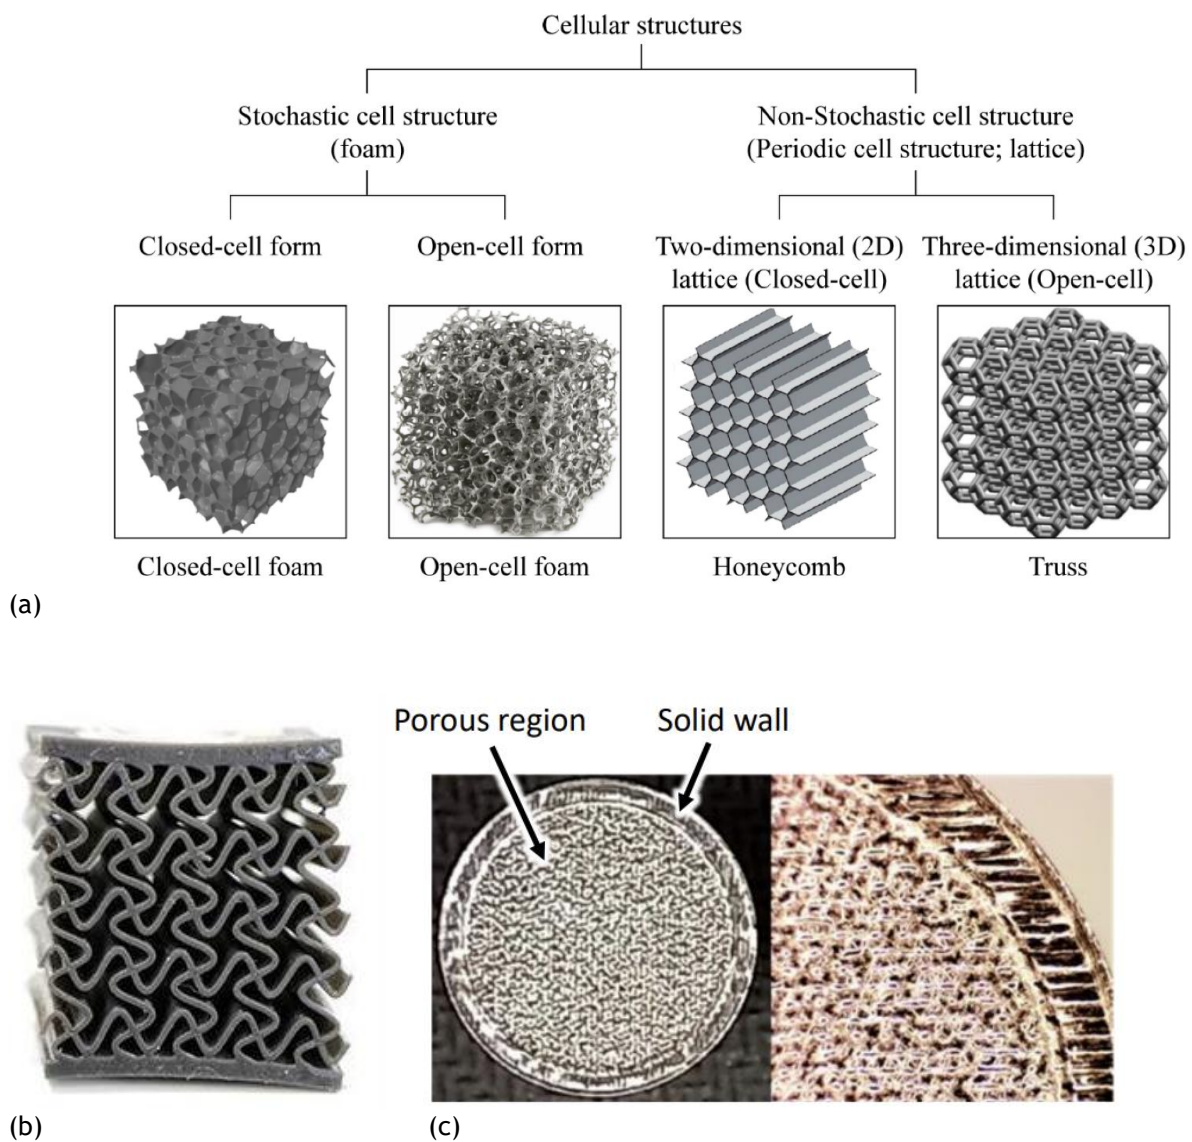 Cellular structures
Stochastic cell structure
(foam)
Non-Stochastic cell structure
(Periodic cell structure; lattice)
Closed-cell form
Open-cell form
Two-dimensional (2D)
lattice (Closed-cell)
Three-dimensional (3D)
lattice (Open-cell)
Closed-cell foam
Open-cell foam
Honeycomb
Truss
(a)
Porous region
Solid wall
(b)
(c)